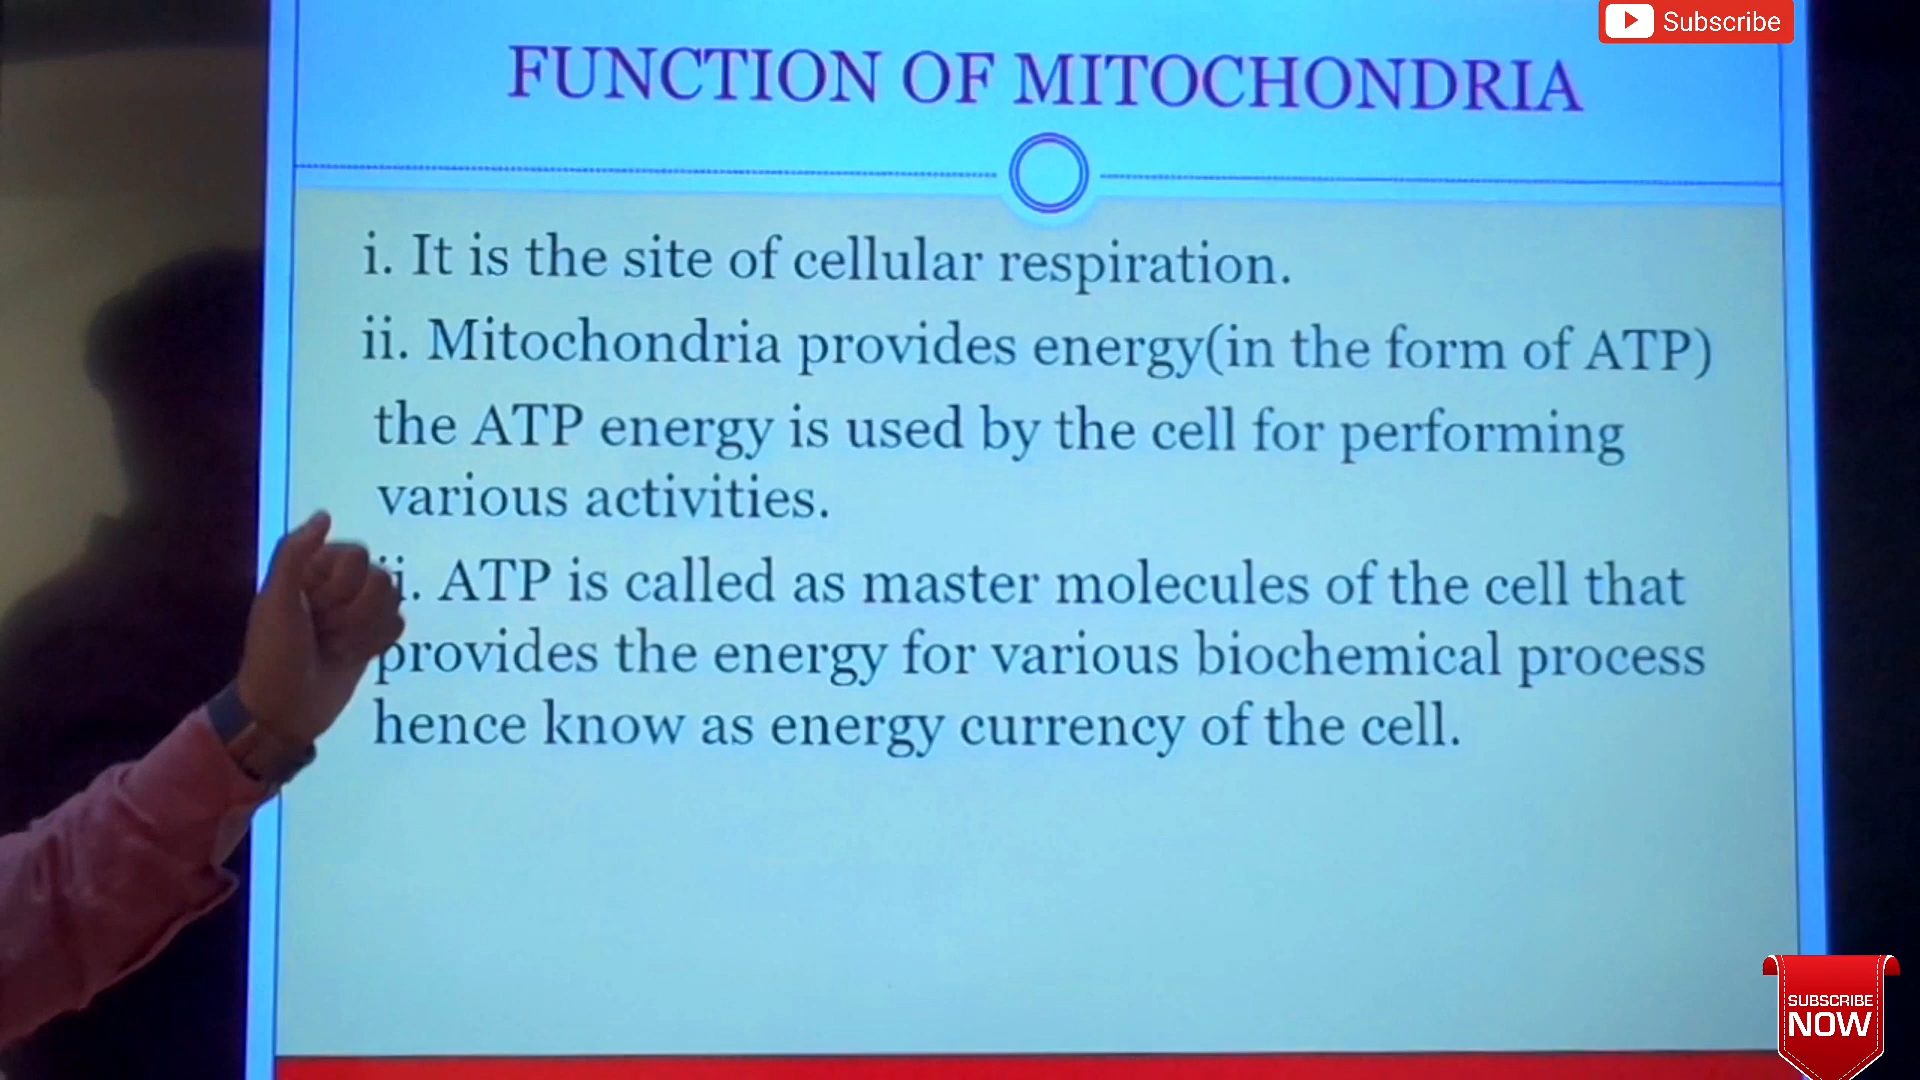 Subscribe
FUNCTION OF MITOCHONDRIA
i. It is the site of cellular respiration.
ii. Mitochondria provides energy(in the form of ATP)
the ATP energy is used by the cell for performing
various activities.
ii. ATP is called as master molecules of the cell that
provides the energy for various biochemical process
hence know as energy currency of the cell.
SUBSCRIBE
NOW